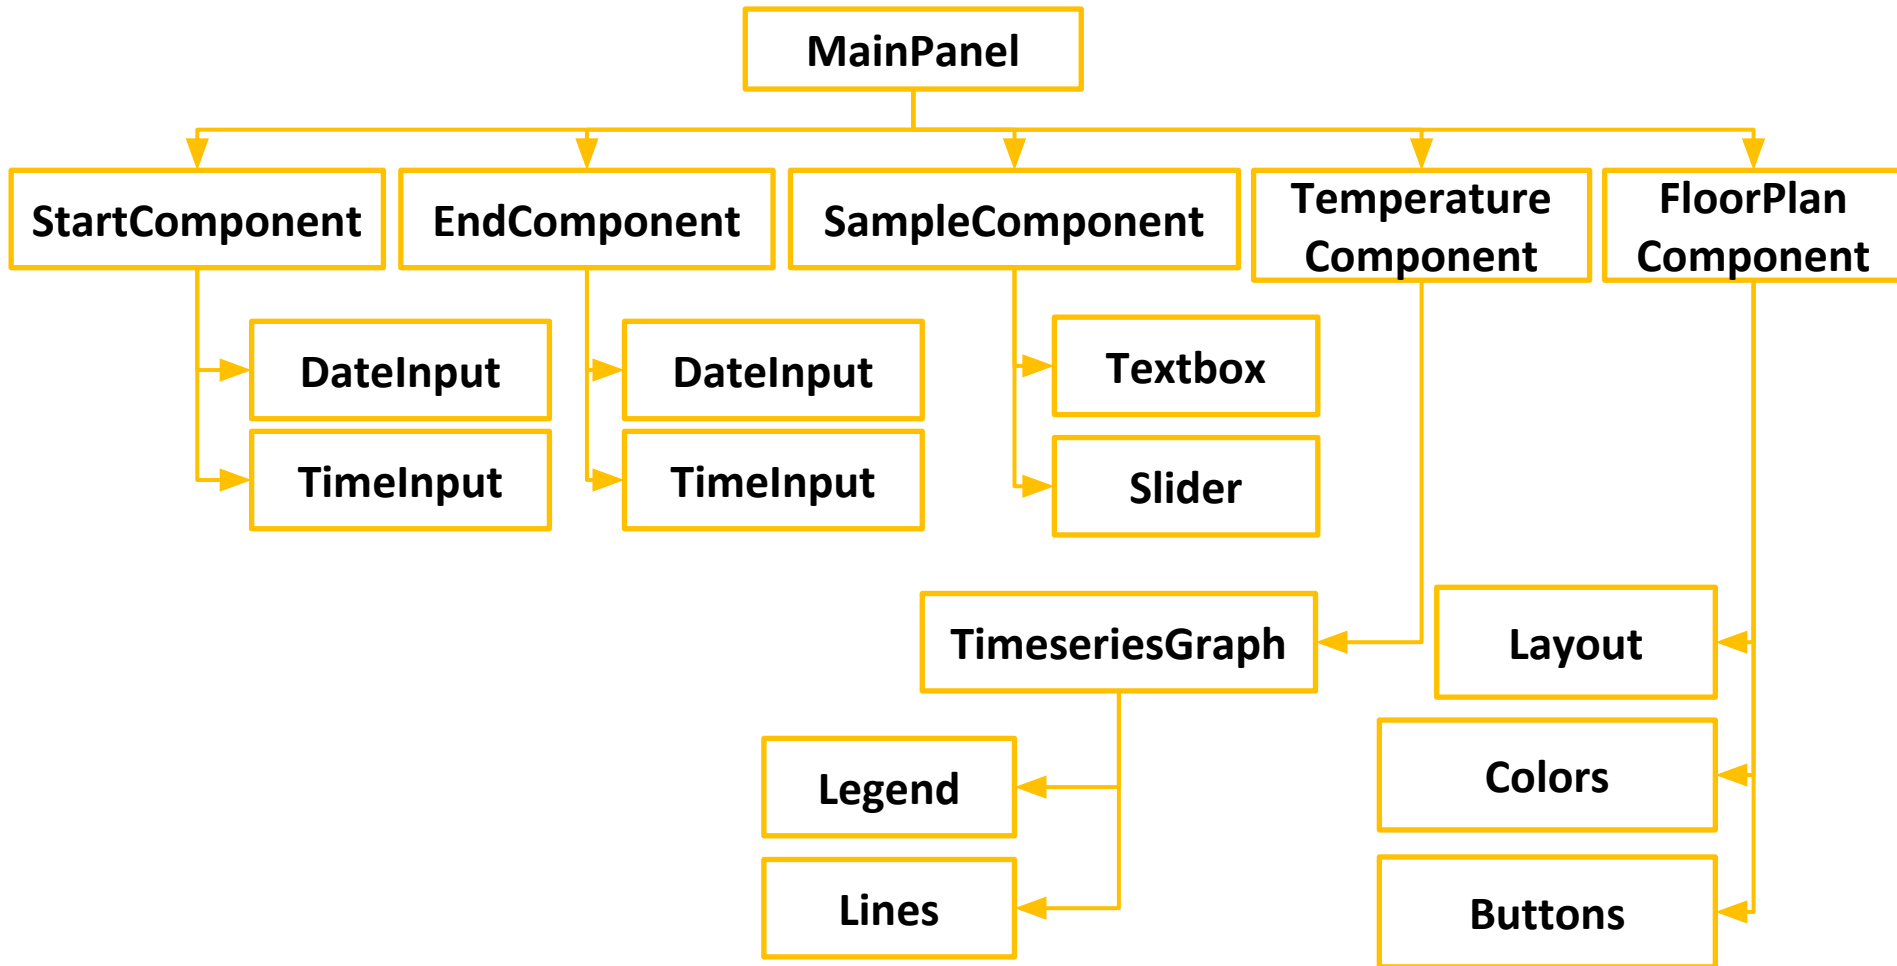 MainPanel
StartComponent
EndComponent
SampleComponent
Temperature
Component
FloorPlan
Component
DateInput
TimeInput
DateInput
TimeInput
Textbox
Slider
TimeseriesGraph
Legend
Lines
Layout
Colors
Buttons